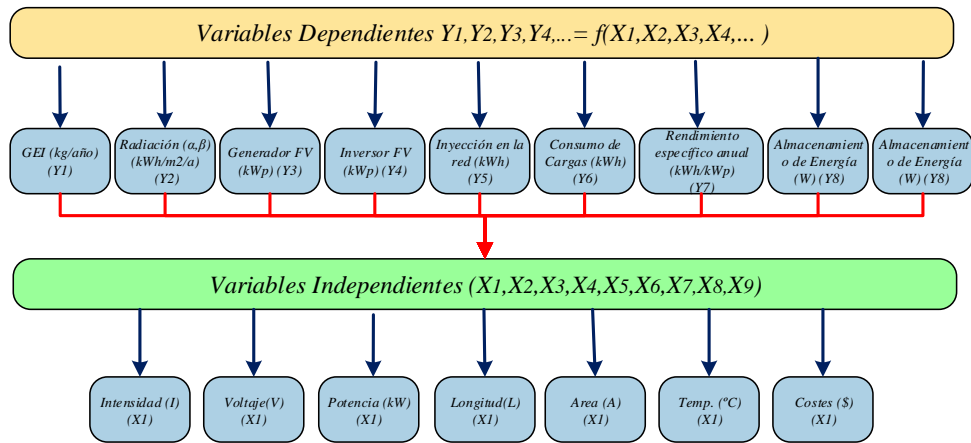 Variables Dependientes Y1,Y2,Y3,Y4,...= f(X1,X2,X3,X4,... )
GEI (kg/año)
(Y1)
Radiación (α,β)
(kWh/m2/a)
(Y2)
Generador FV
(kWp) (Y3)
Inversor FV
(kWp) (Y4)
Inyección en la
red (kWh)
(Y5)
Consumo de
Cargas (kWh)
(Y6)
Rendimiento
específico anual
(kWh/kWp)
(Y7)
Almacenamient
o de Energía
(W) (Y8)
Almacenamient
o de Energía
(W) (Y8)
Variables Independientes (X1,X2,X3,X4,X5,X6,X7,X8,X9)
Intensidad (I)
(X1)
Voltaje(V)
(X1)
Potencia (kW)
(X1)
Longitud(L)
(X1)
Area (A)
(X1)
Temp. (ºC)
(X1)
Costes ($)
(X1)